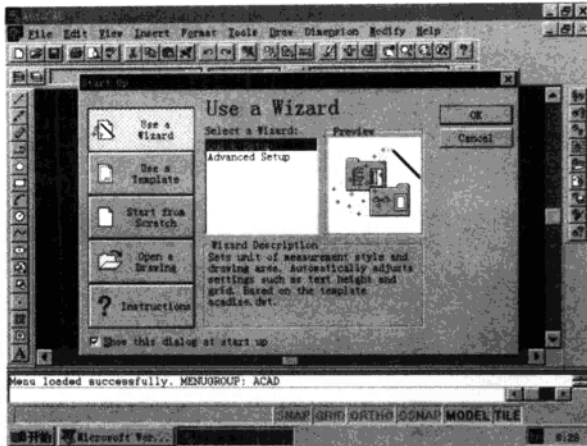 File Edit View Insert Format Tools Draw Dimension Modify Help
Start Up
Use a Wizard
Use a
Wizard
Use a
Template
Start from
Scratch
Open a
Drawing
Instructions
Select a Wizard:
Advanced Setup
Preview
OK
Cancel
Wizard Description
Sets unit of measurement style and
drawing area. Automatically adjusts
settings such as text height and
grid. Based on the template
acadiso.dwt.
Show this dialog at start up
Menu loaded successfully. MENUGROUP: ACAD
SNAP GRID ORTHO OSNAP MODEL TILE
开始
Microsoft Wor...